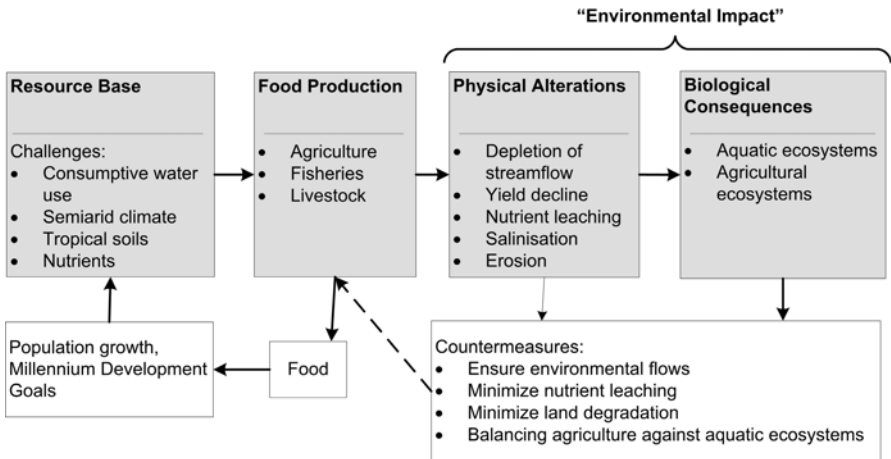 “Environmental Impact”
Resource Base
Challenges:
• Consumptive water
use
• Semiarid climate
• Tropical soils
• Nutrients
Food Production
• Agriculture
• Fisheries
• Livestock
Physical Alterations
• Depletion of
streamflow
• Yield decline
• Nutrient leaching
• Salinisation
• Erosion
Biological
Consequences
• Aquatic ecosystems
• Agricultural
ecosystems
Population growth,
Millennium Development
Goals
Food
Countermeasures:
• Ensure environmental flows
• Minimize nutrient leaching
• Minimize land degradation
• Balancing agriculture against aquatic ecosystems